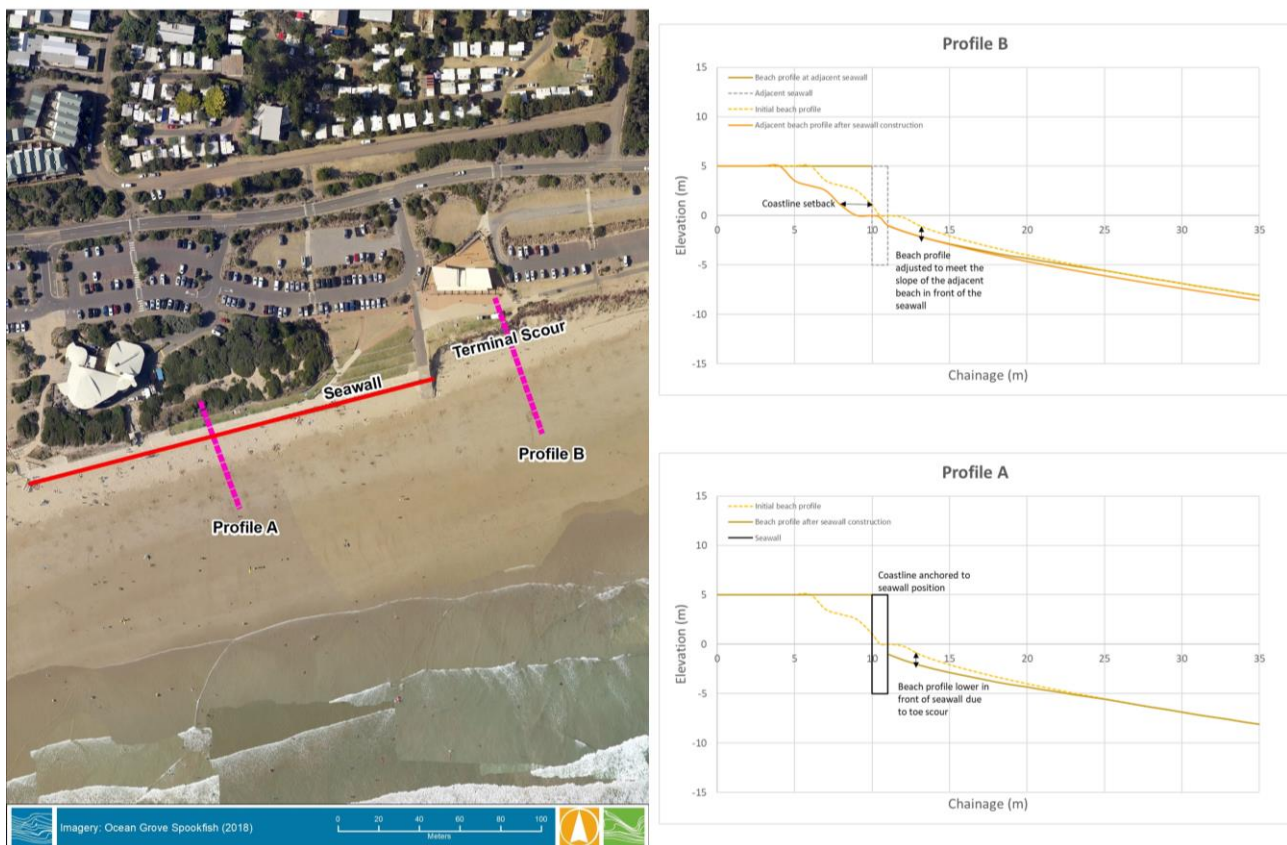 Seawall
Terminal Scour
Profile A
Profile B
Imagery: Ocean Grove Spookfish (2018)
0 20 40 60 80 100
Meters
Profile B
Beach profile at adjacent seawall
Adjacent seawall
Initial beach profile
Adjacent beach profile after seawall construction
Coastline setback
Beach profile
adjusted to meet the
slope of the adjacent
beach in front of the
seawall
Elevation (m)
15
10
5
0
-5
-10
-15
0 5 10 15 20 25 30 35
Chainage (m)
Profile A
Initial beach profile
Beach profile after seawall construction
Seawall
Coastline anchored to
seawall position
Beach profile lower in
front of seawall due
to toe scour
Elevation (m)
15
10
5
0
-5
-10
-15
0 5 10 15 20 25 30 35
Chainage (m)